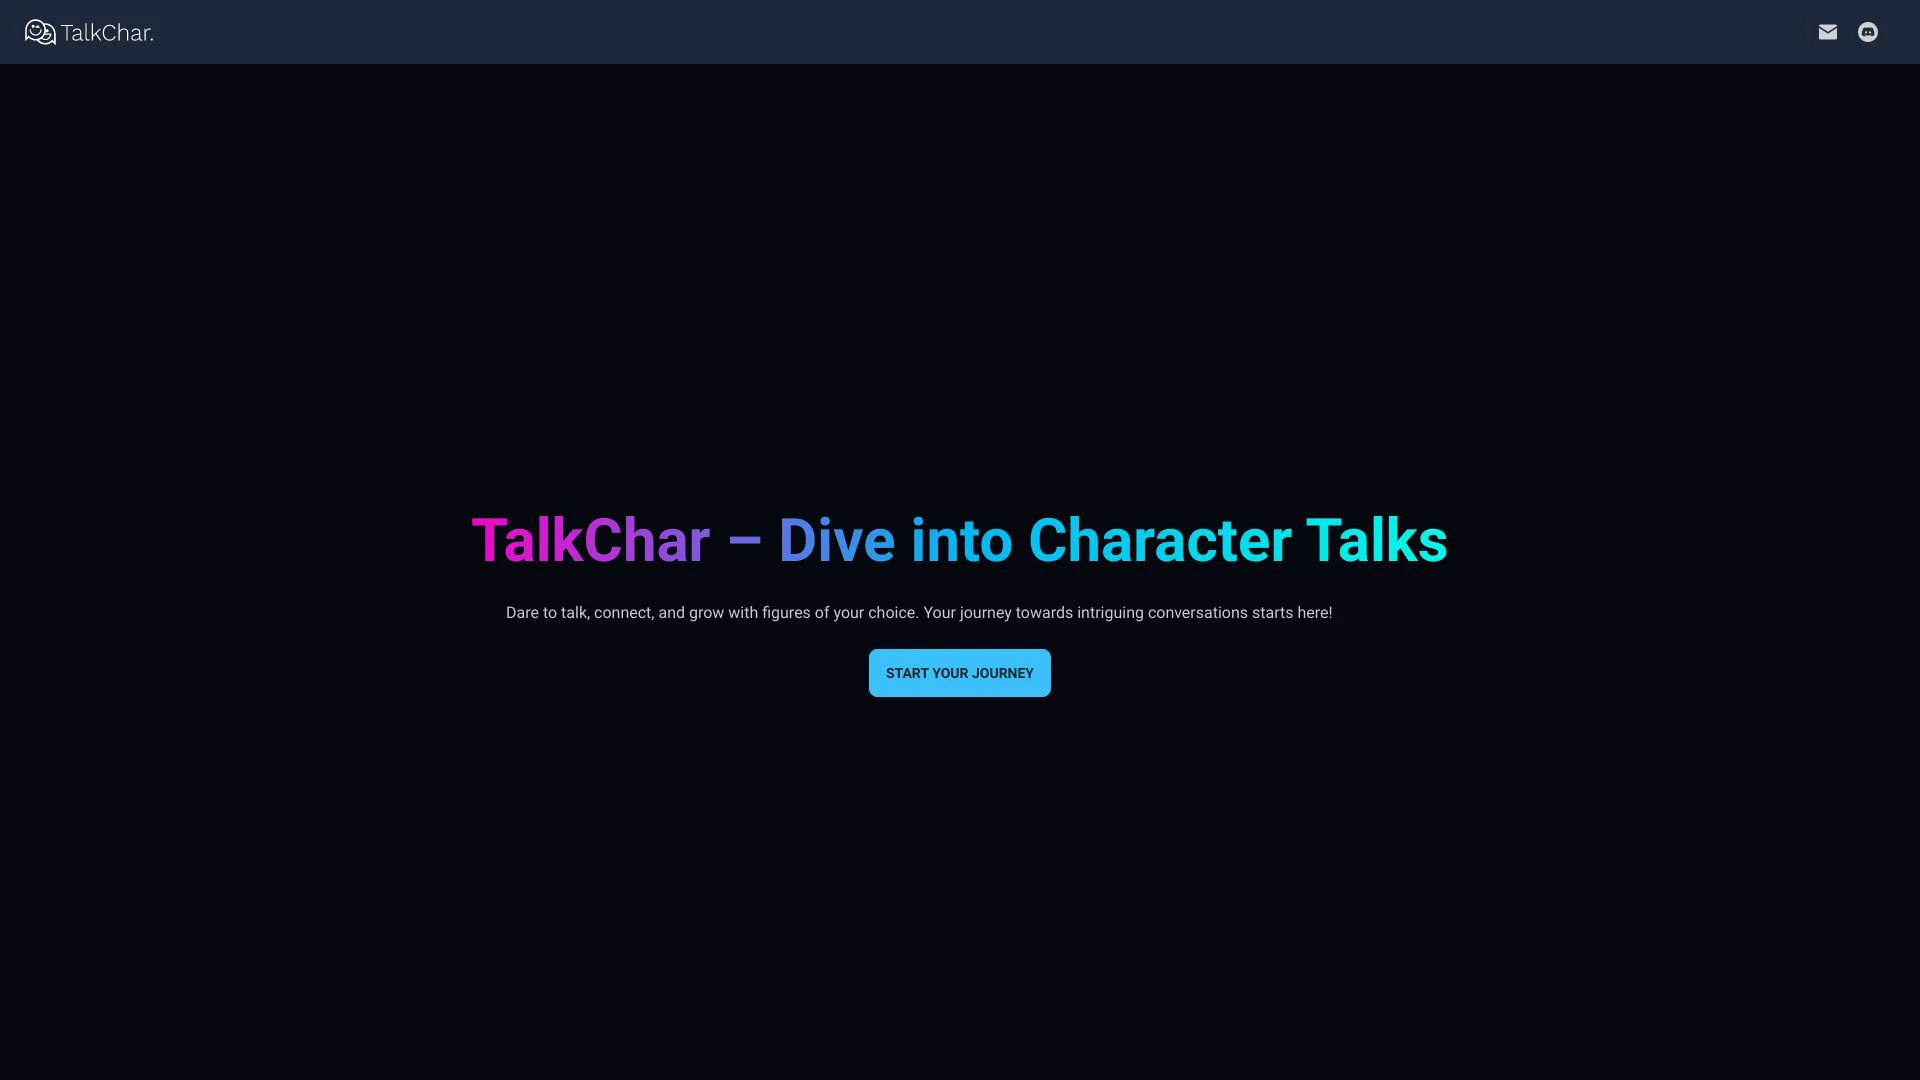 TalkChar.
TalkChar – Dive into Character Talks
Dare to talk, connect, and grow with figures of your choice. Your journey towards intriguing conversations starts here!
START YOUR JOURNEY